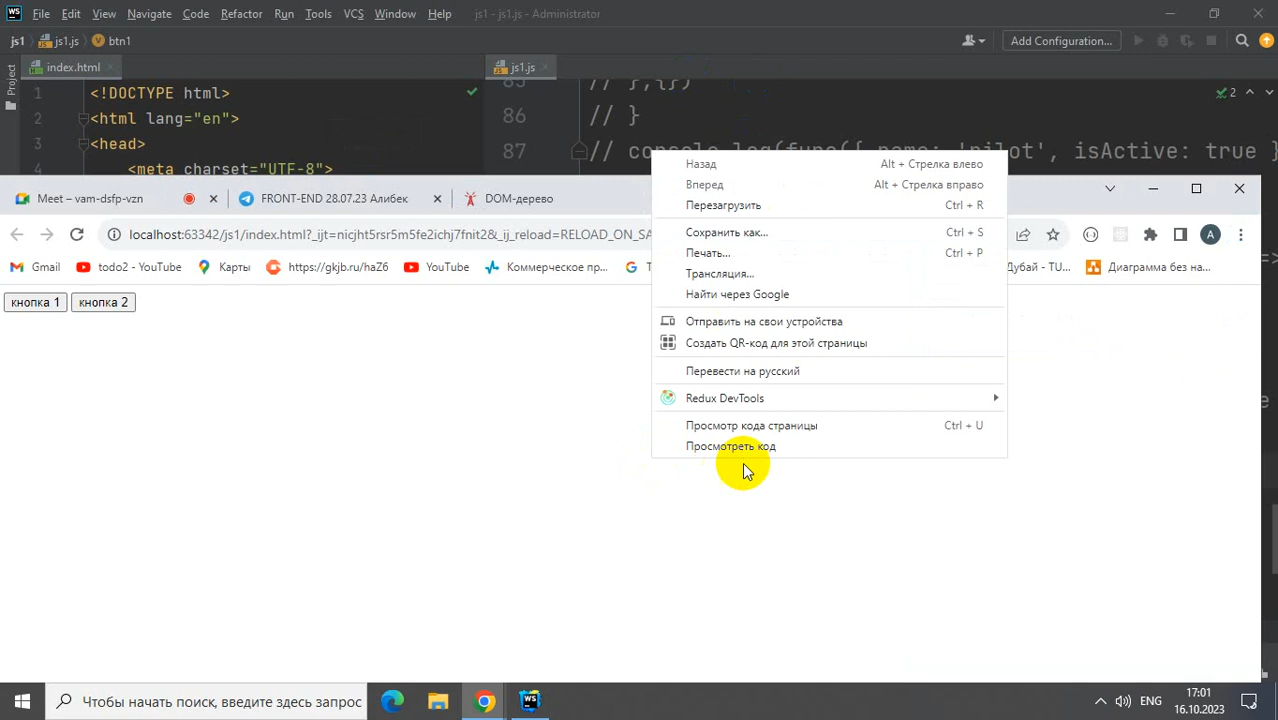 WS File Edit View Navigate Code Refactor Run Tools VCS Window Help js1 - js1.js - Administrator
js1 js1.js btn1 Add Configuration...
Project index.html js1.js
1 <!DOCTYPE html>
2 <html lang="en">
3 <head>
4 <meta charset="UTF-8">
86 // }
87 // console.log(func({ name: 'pilot', isActive: true }
2
Meet – vam-dsfp-vzn FRONT-END 28.07.23 Алибек DOM-дерево
localhost:63342/js1/index.html?_ijt=nicjht5rsr5m5fe2ichj7fnit2&_ij_reload=RELOAD_ON_SA
A
Gmail todo2 - YouTube Карты https://gkjb.ru/haZ6 YouTube Коммерческое пр... Дубай - TU... Диаграмма без на...
кнопка 1 кнопка 2
Назад Alt + Стрелка влево
Вперед Alt + Стрелка вправо
Перезагрузить Ctrl + R
Сохранить как... Ctrl + S
Печать... Ctrl + P
Трансляция...
Найти через Google
Отправить на свои устройства
Создать QR-код для этой страницы
Перевести на русский
Redux DevTools
Просмотр кода страницы Ctrl + U
Просмотреть код
Чтобы начать поиск, введите здесь запрос
WS
ENG
17:01
16.10.2023